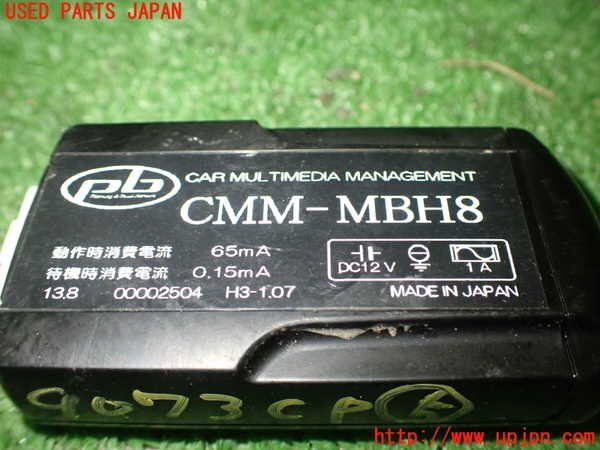 USED PARTS JAPAN
pb
CAR MULTIMEDIA MANAGEMENT
CMM-MBH8
動作時消費電流 65mA
待機時消費電流 0.15mA
DC12V
1A
13.8 00002504 H3-1.07
MADE IN JAPAN
9073CP
http://www.upjpn.com